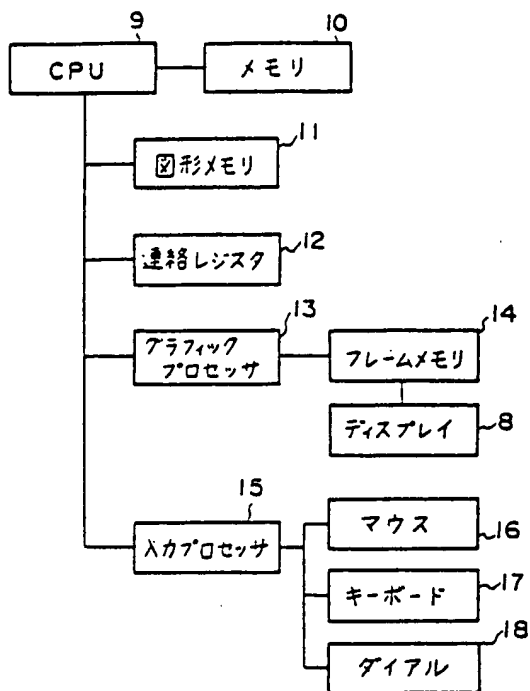 9
10
CPU
メモリ
11
図形メモリ
12
連絡レジスタ
13
14
グラフィック
プロセッサ
フレームメモリ
ディスプレイ
8
15
入力プロセッサ
マウス
16
17
キーボード
18
ダイアル